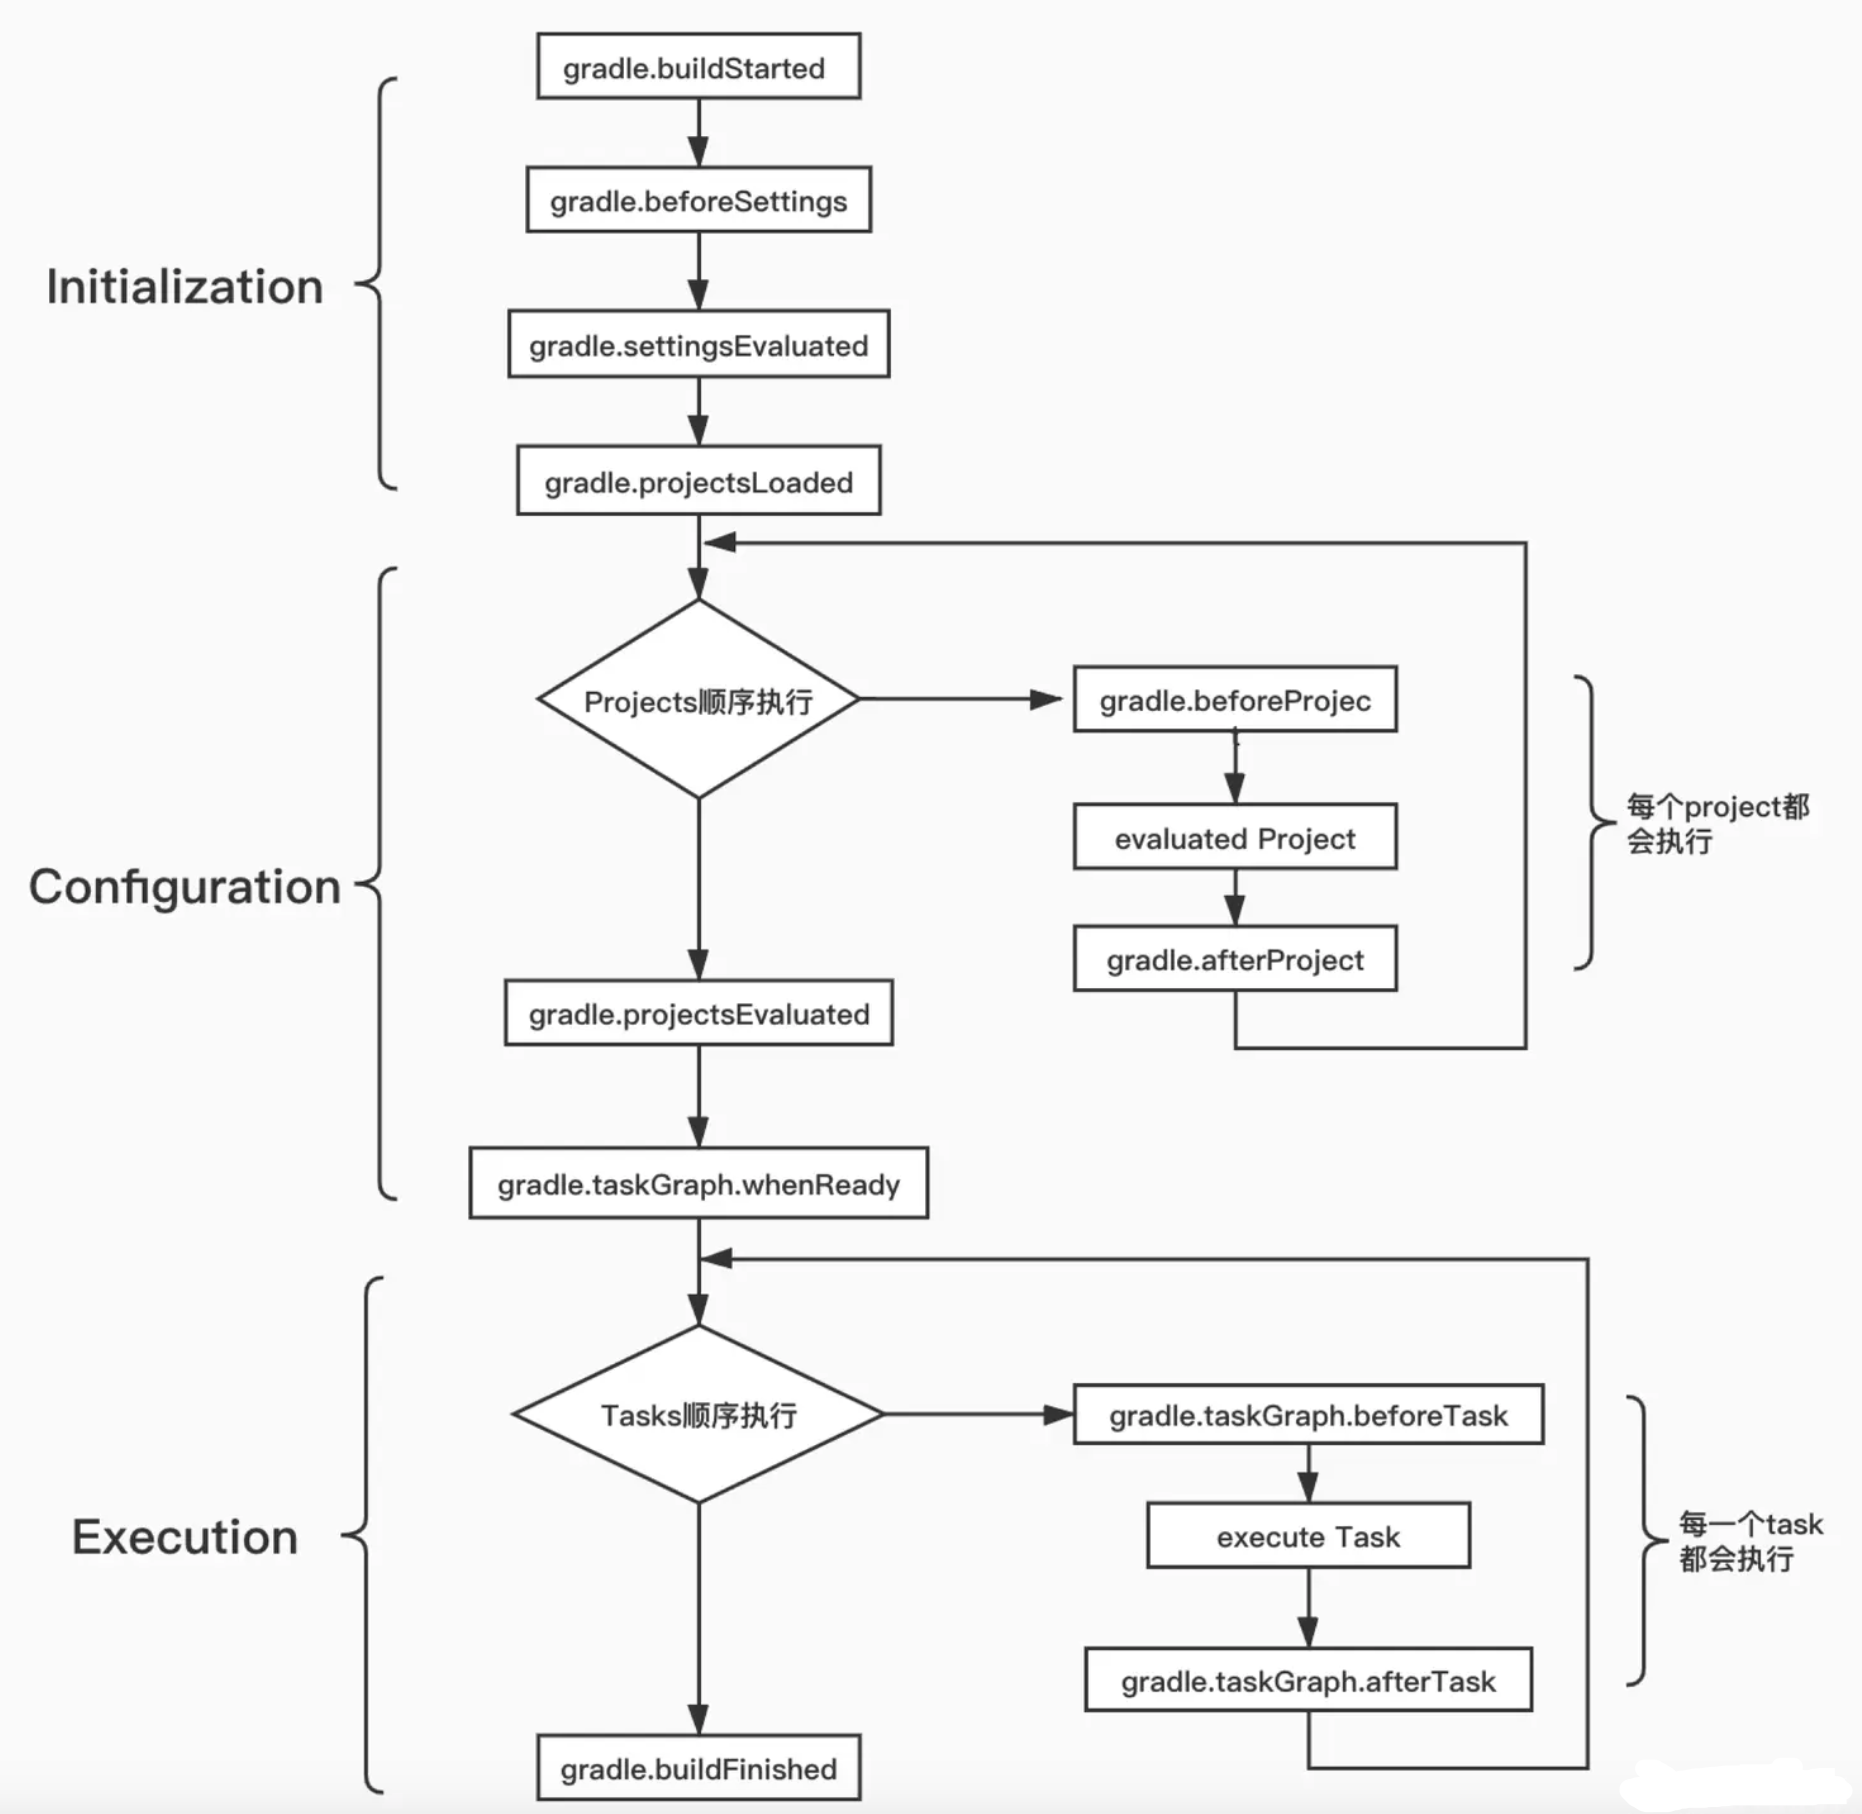 gradle.buildStarted
gradle.beforeSettings
Initialization
gradle.settingsEvaluated
gradle.projectsLoaded
Projects顺序执行
gradle.beforeProjec
evaluated Project
gradle.afterProject
每个project都
会执行
Configuration
gradle.projectsEvaluated
gradle.taskGraph.whenReady
Tasks顺序执行
gradle.taskGraph.beforeTask
execute Task
gradle.taskGraph.afterTask
每一个task
都会执行
Execution
gradle.buildFinished